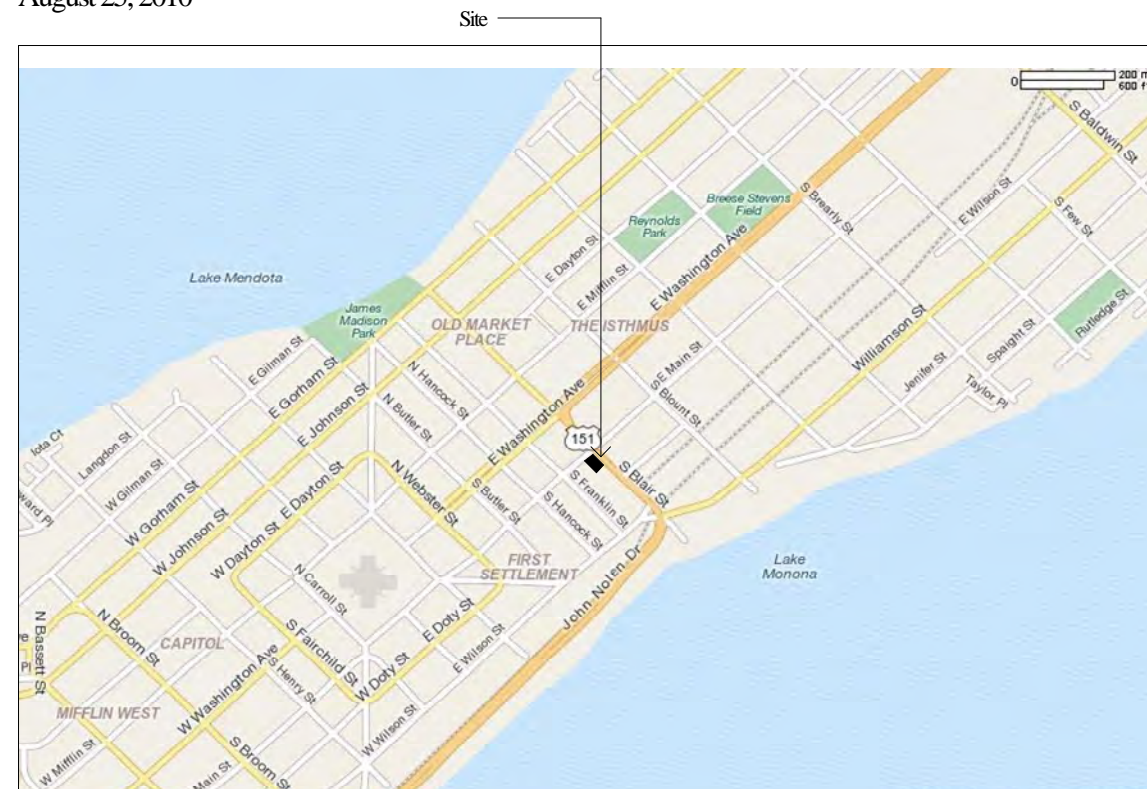 August 25, 2010
Site
0 200 m
600 f
S Baldwin St
E Wilson St
S Few St
S Brearly St
Breese Stevens
Field
Reynolds
Park
E Dayton St
E Mifflin St
E Washington Ave
Rutledge St
Lake Mendota
James
Madison
Park
OLD MARKET
PLACE
THE ISTHMUS
Williamson St
Spaight St
Jenifer St
Taylor Pl
E Gilman St
E Gorham St
E Johnson St
N Hancock St
N Butler St
E Main St
S Blount St
E Washington Ave
151
Iota Ct
Langdon St
W Gilman St
W Gorham St
W Johnson St
E Dayton St
N Webster St
S Butler St
S Franklin St
S Hancock St
S Blair St
W Dayton St
FIRST
SETTLEMENT
John Nolen Dr
Lake
Monona
N Carroll St
N Bassett St
N Broom St
CAPITOL
S Fairchild St
S Henry St
E Doty St
E Wilson St
W Doty St
W Washington Ave
W Wilson St
MIFFLIN WEST
W Mifflin St
Main St
S Broom St
Pl